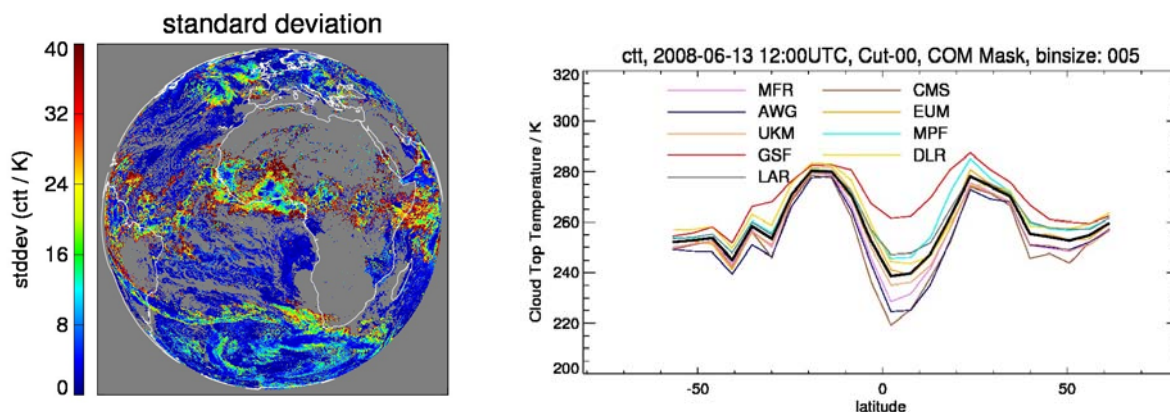 standard deviation
stddev (ctt / K)
40
32
24
16
8
0
ctt, 2008-06-13 12:00UTC, Cut-00, COM Mask, binsize: 005
Cloud Top Temperature / K
320
300
280
260
240
220
200
MFR
AWG
UKM
GSF
LAR
CMS
EUM
MPF
DLR
-50
0
50
latitude